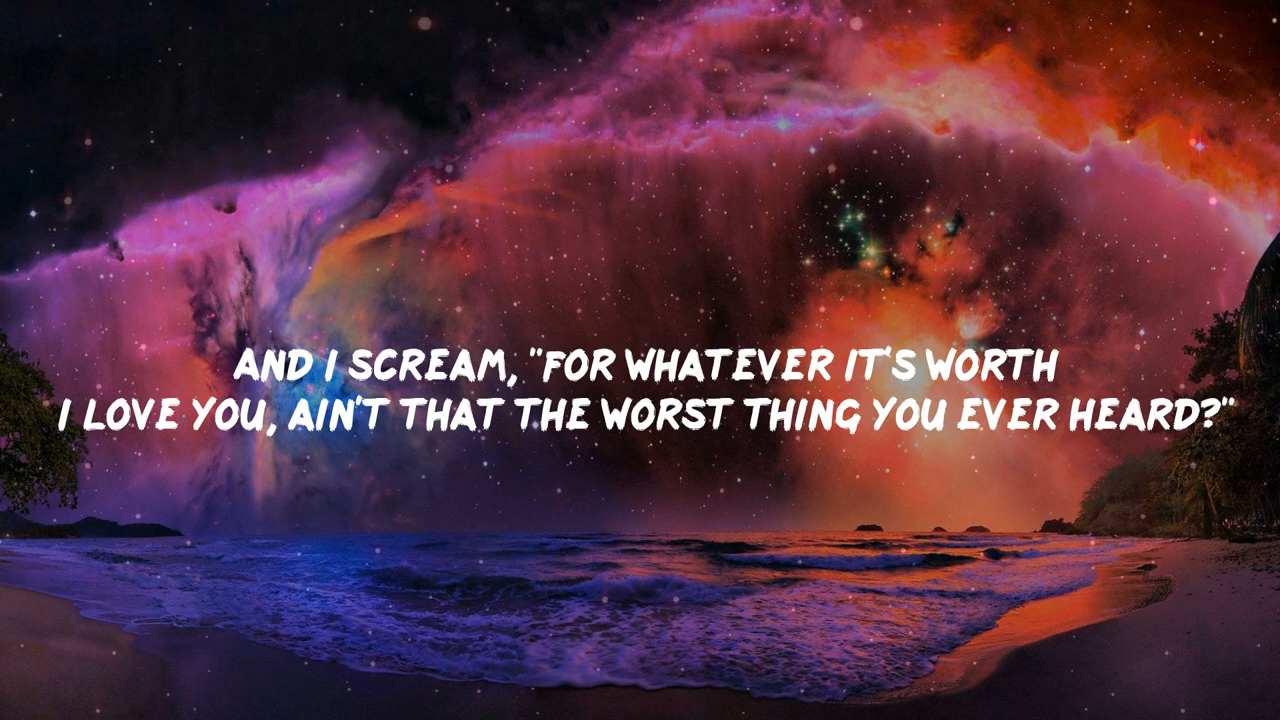 AND I SCREAM, "FOR WHATEVER IT'S WORTH
I LOVE YOU, AIN'T THAT THE WORST THING YOU EVER HEARD?"